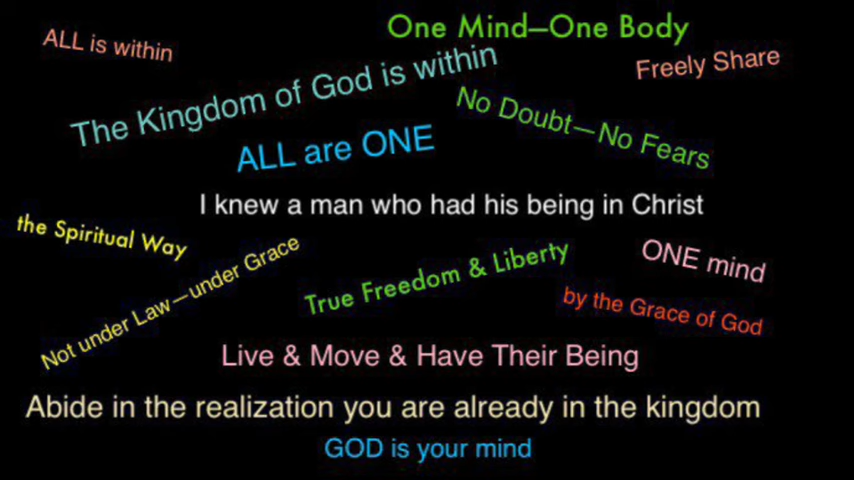 One Mind—One Body
ALL is within
Freely Share
The Kingdom of God is within
No Doubt—No Fears
ALL are ONE
I knew a man who had his being in Christ
the Spiritual Way
ONE mind
Not under Law—under Grace
True Freedom & Liberty
by the Grace of God
Live & Move & Have Their Being
Abide in the realization you are already in the kingdom
GOD is your mind